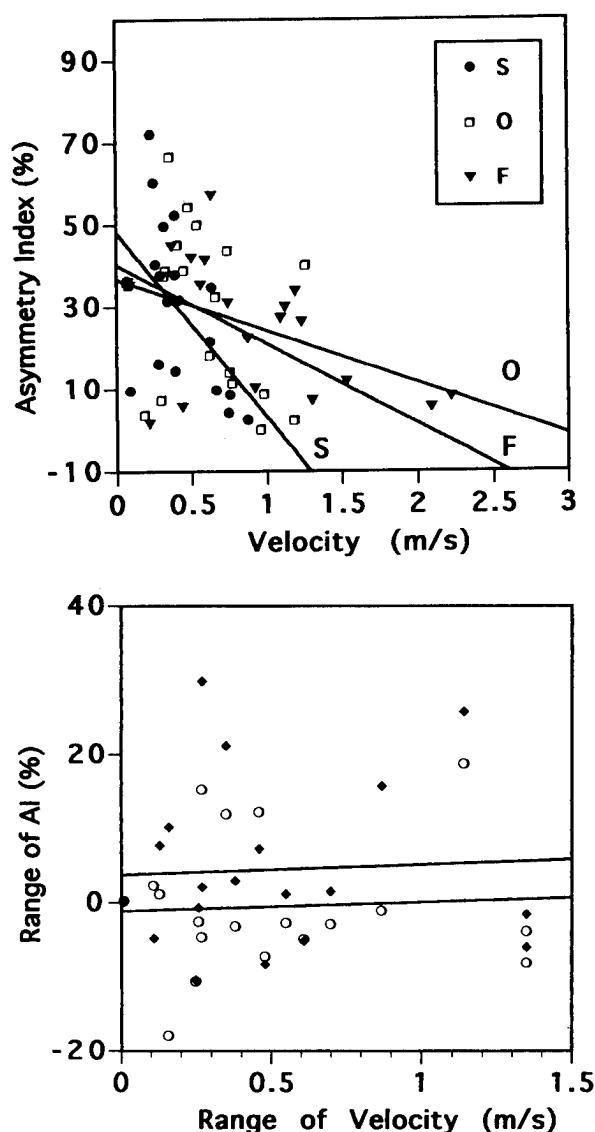 90
70
50
30
10
-10
Asymmetry Index (%)
S
O
F
O
F
S
0 0.5 1 1.5 2 2.5 3
Velocity (m/s)
40
20
0
-20
Range of AI (%)
0 0.5 1 1.5
Range of Velocity (m/s)